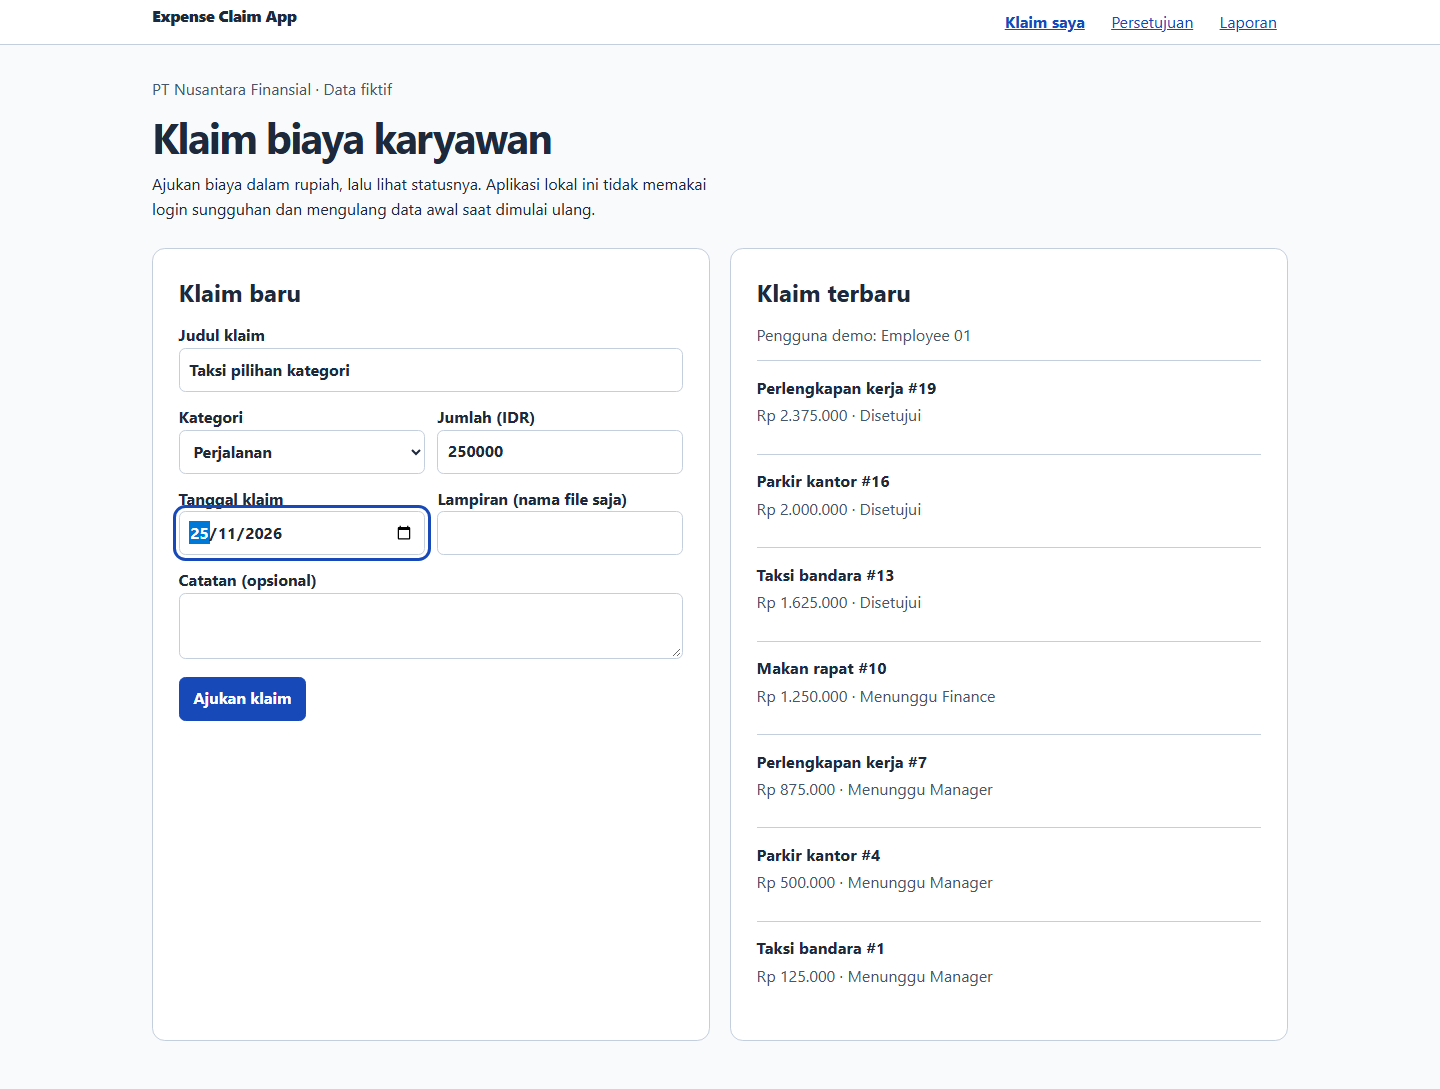 Expense Claim App
Klaim saya
Persetujuan
Laporan
PT Nusantara Finansial · Data fiktif
Klaim biaya karyawan
Ajukan biaya dalam rupiah, lalu lihat statusnya. Aplikasi lokal ini tidak memakai
login sungguhan dan mengulang data awal saat dimulai ulang.
Klaim baru
Judul klaim
Taksi pilihan kategori
Kategori
Jumlah (IDR)
Perjalanan
250000
Tanggal klaim
Lampiran (nama file saja)
25/11/2026
Catatan (opsional)
Ajukan klaim
Klaim terbaru
Pengguna demo: Employee 01
Perlengkapan kerja #19
Rp 2.375.000 · Disetujui
Parkir kantor #16
Rp 2.000.000 · Disetujui
Taksi bandara #13
Rp 1.625.000 · Disetujui
Makan rapat #10
Rp 1.250.000 · Menunggu Finance
Perlengkapan kerja #7
Rp 875.000 · Menunggu Manager
Parkir kantor #4
Rp 500.000 · Menunggu Manager
Taksi bandara #1
Rp 125.000 · Menunggu Manager